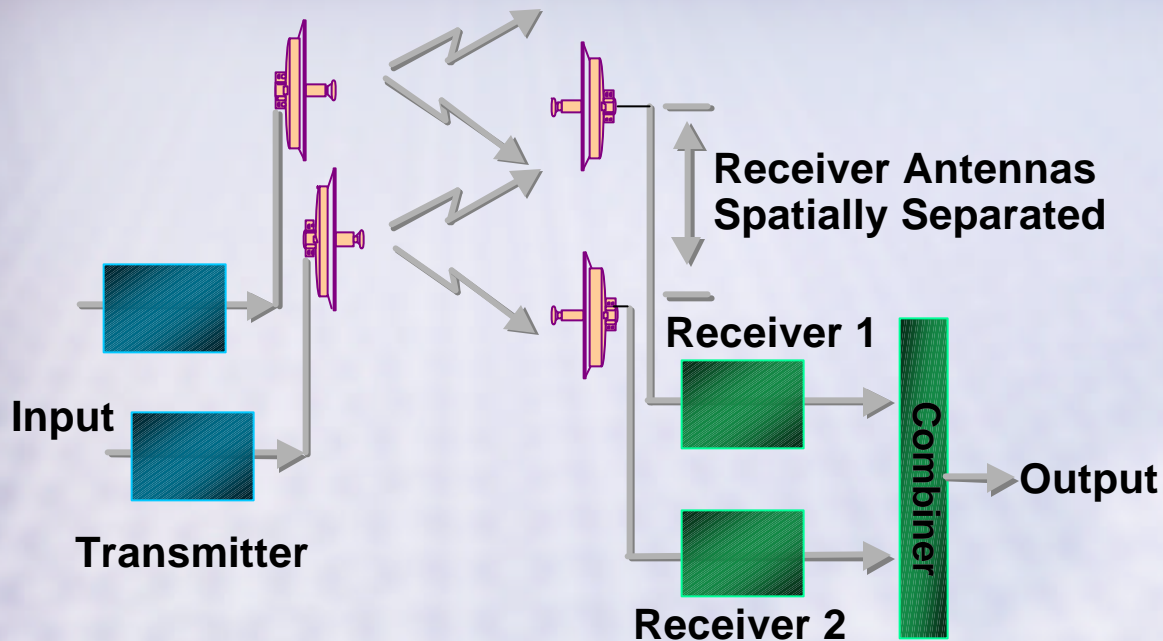 Receiver Antennas
Spatially Separated
Receiver 1
Input
Combiner
Output
Transmitter
Receiver 2